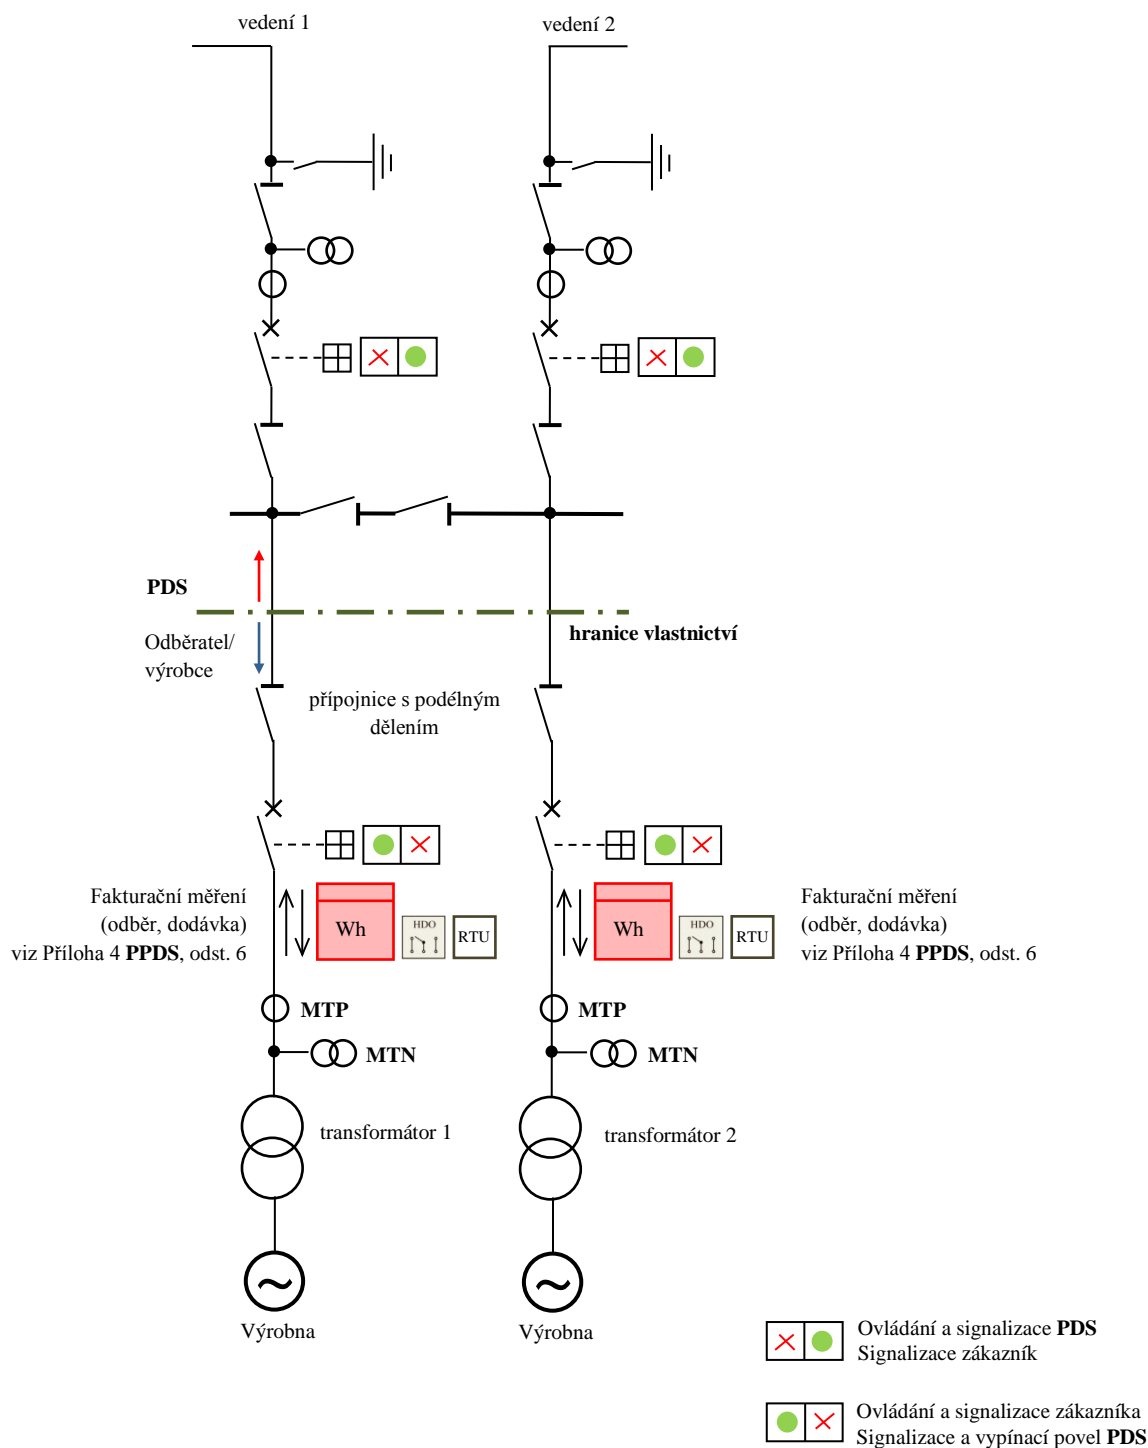 vedení 1
vedení 2
PDS
hranice vlastnictví
Odběratel/
výrobce
přípojnice s podélným
dělením
Fakturační měření
(odběr, dodávka)
viz Příloha 4 PPDS, odst. 6
Wh
HDO
RTU
Wh
HDO
RTU
Fakturační měření
(odběr, dodávka)
viz Příloha 4 PPDS, odst. 6
MTP
MTP
MTN
MTN
transformátor 1
transformátor 2
Výrobna
Výrobna
Ovládání a signalizace PDS
Signalizace zákazník
Ovládání a signalizace zákazníka
Signalizace a vypínací povel PDS